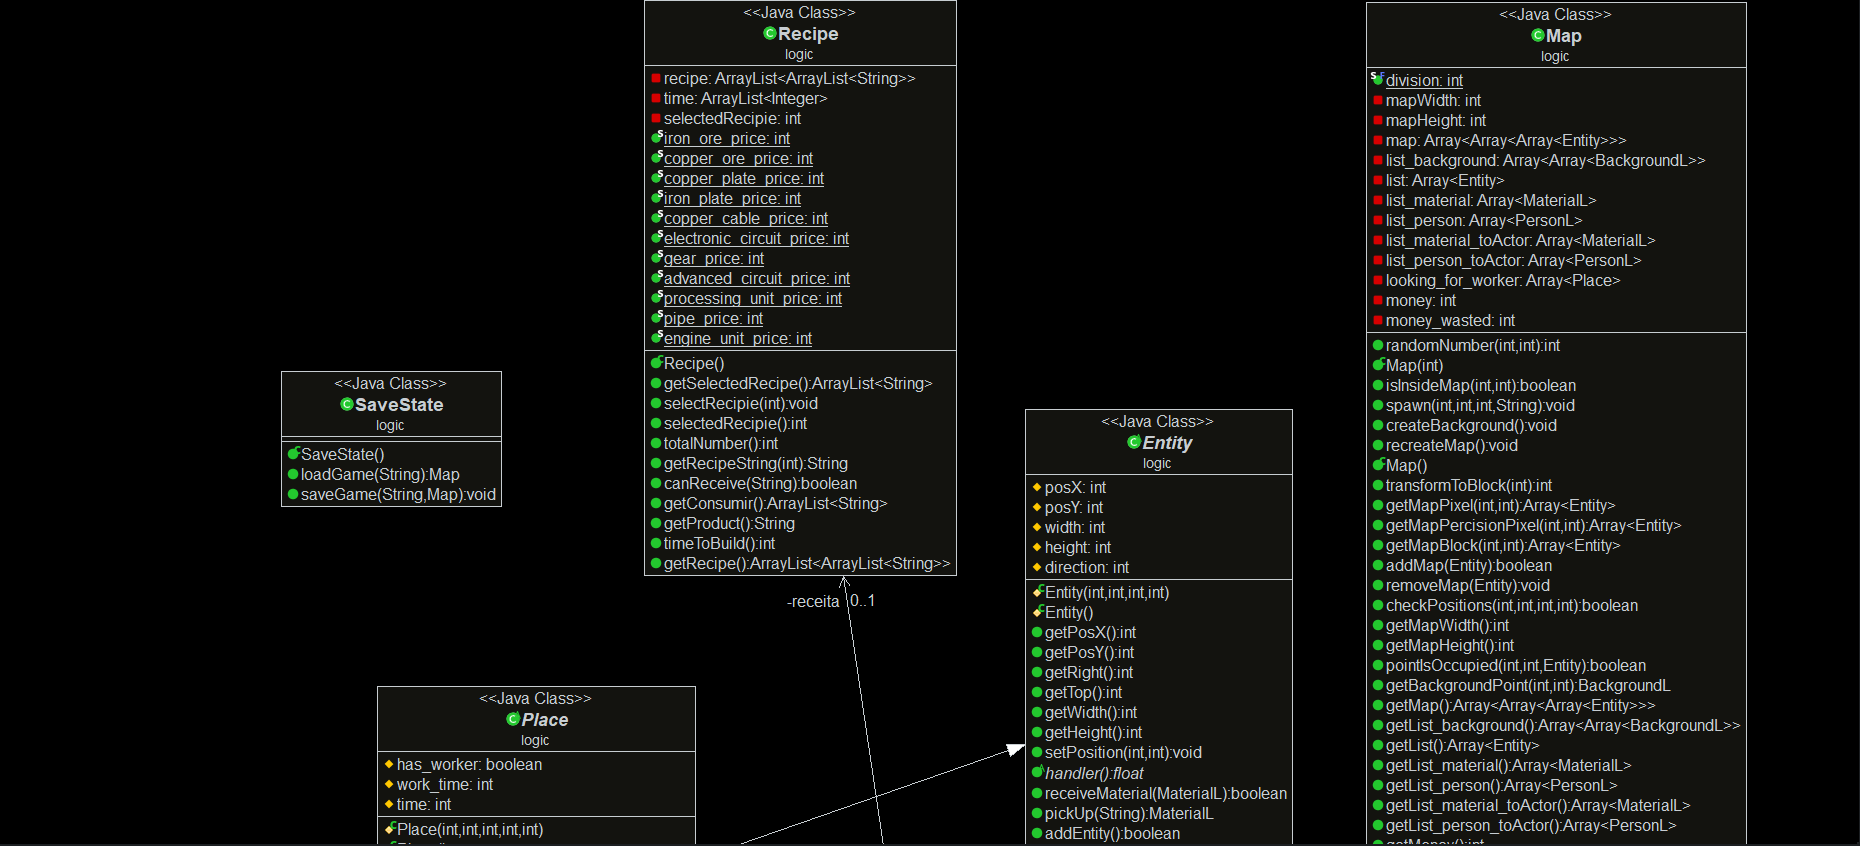 <<Java Class>>
Recipe
logic
recipe: ArrayList<ArrayList<String>>
time: ArrayList<Integer>
selectedRecipie: int
iron_ore_price: int
copper_ore_price: int
copper_plate_price: int
iron_plate_price: int
copper_cable_price: int
electronic_circuit_price: int
gear_price: int
advanced_circuit_price: int
processing_unit_price: int
pipe_price: int
engine_unit_price: int
Recipe()
getSelectedRecipe():ArrayList<String>
selectRecipie(int):void
selectedRecipie():int
totalNumber():int
getRecipeString(int):String
canReceive(String):boolean
getConsumir():ArrayList<String>
getProduct():String
timeToBuild():int
getRecipe():ArrayList<ArrayList<String>>
-receita 0..1
<<Java Class>>
SaveState
logic
SaveState()
loadGame(String):Map
saveGame(String,Map):void
<<Java Class>>
Place
logic
has_worker: boolean
work_time: int
time: int
Place(int,int,int,int,int)
<<Java Class>>
Entity
logic
posX: int
posY: int
width: int
height: int
direction: int
Entity(int,int,int,int)
Entity()
getPosX():int
getPosY():int
getRight():int
getTop():int
getWidth():int
getHeight():int
setPosition(int,int):void
handler():float
receiveMaterial(MaterialL):boolean
pickUp(String):MaterialL
addEntity():boolean
<<Java Class>>
Map
logic
division: int
mapWidth: int
mapHeight: int
map: Array<Array<Array<Entity>>>
list_background: Array<Array<BackgroundL>>
list: Array<Entity>
list_material: Array<MaterialL>
list_person: Array<PersonL>
list_material_toActor: Array<MaterialL>
list_person_toActor: Array<PersonL>
looking_for_worker: Array<Place>
money: int
money_wasted: int
randomNumber(int,int):int
Map(int)
isInsideMap(int,int):boolean
spawn(int,int,int,String):void
createBackground():void
recreateMap():void
Map()
transformToBlock(int):int
getMapPixel(int,int):Array<Entity>
getMapPercisionPixel(int,int):Array<Entity>
getMapBlock(int,int):Array<Entity>
addMap(Entity):boolean
removeMap(Entity):void
checkPositions(int,int,int,int):boolean
getMapWidth():int
getMapHeight():int
pointIsOccupied(int,int,Entity):boolean
getBackgroundPoint(int,int):BackgroundL
getMap():Array<Array<Array<Entity>>>
getList_background():Array<Array<BackgroundL>>
getList():Array<Entity>
getList_material():Array<MaterialL>
getList_person():Array<PersonL>
getList_material_toActor():Array<MaterialL>
getList_person_toActor():Array<PersonL>
getMoney():int